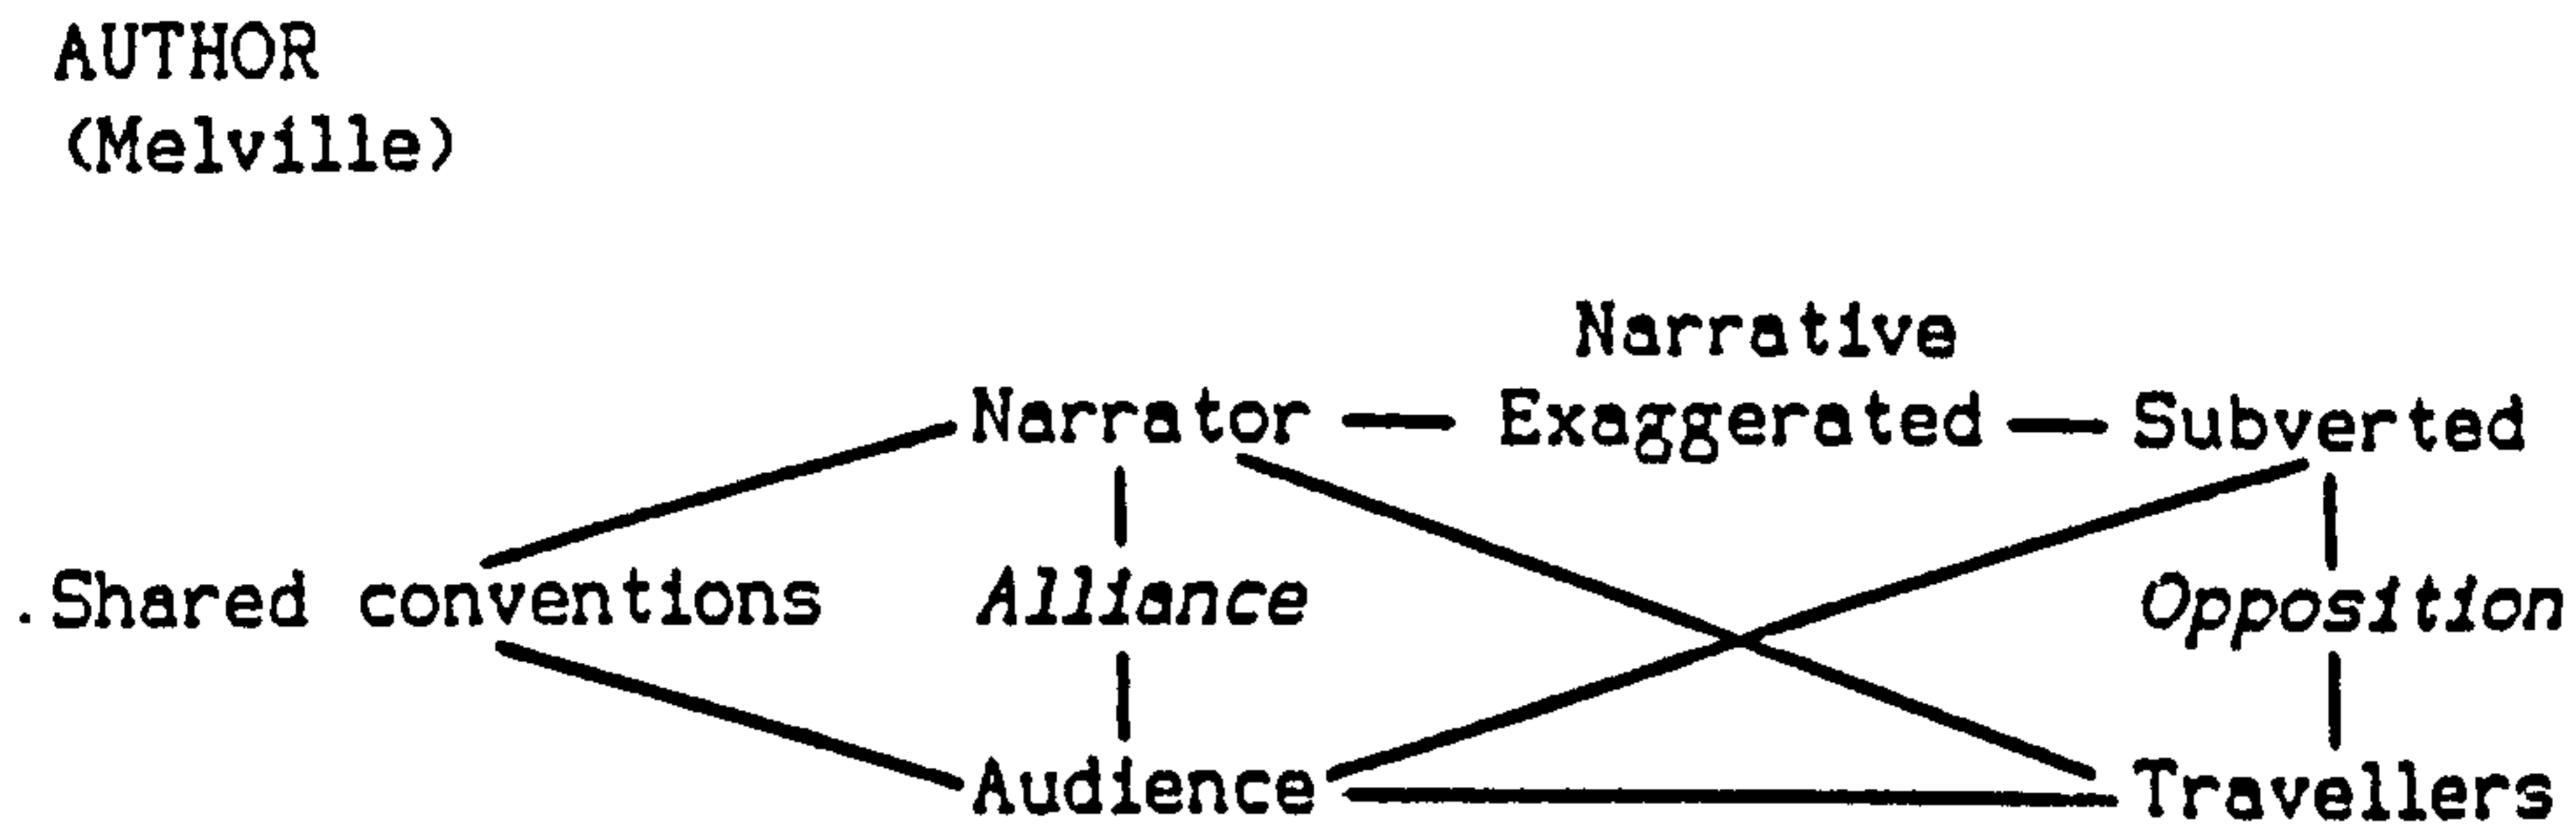 AUTHOR
(Melville)
Narrative
Narrator — Exaggerated — Subverted
.Shared conventions Alliance Opposition
Audience Travellers